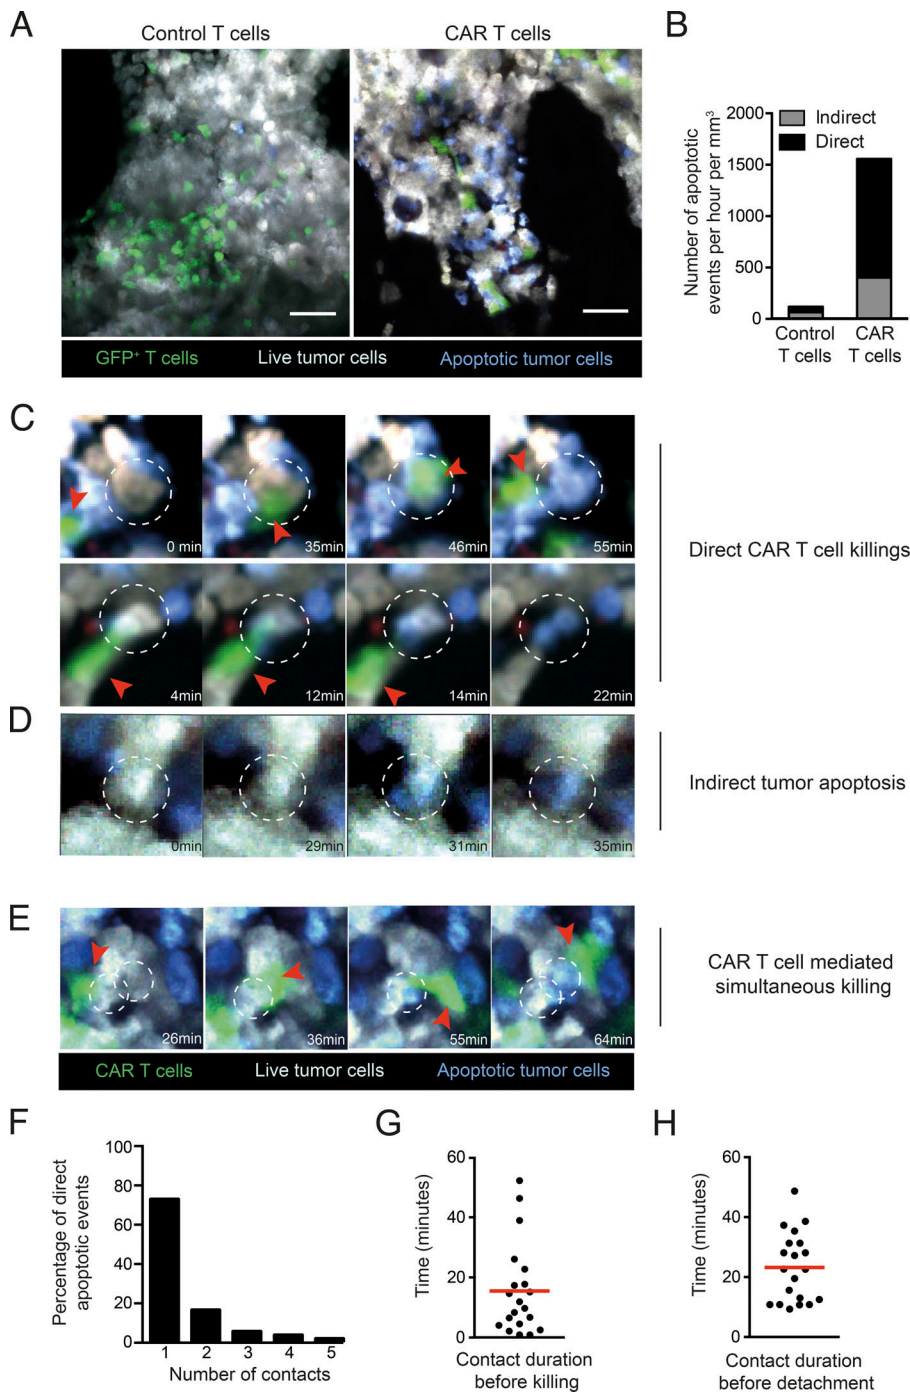 A
Control T cells
CAR T cells
GFP+ T cells
Live tumor cells
Apoptotic tumor cells
B
Number of apoptotic
events per hour per mm³
2000
1500
1000
500
0
Indirect
Direct
Control
T cells
CAR
T cells
C
0 min
35min
46min
55min
4min
12min
14min
22min
Direct CAR T cell killings
D
0min
29min
31min
35min
Indirect tumor apoptosis
E
26min
36min
55min
64min
CAR T cell mediated
simultaneous killing
CAR T cells
Live tumor cells
Apoptotic tumor cells
F
Percentage of direct
apoptotic events
100
80
60
40
20
0
1 2 3 4 5
Number of contacts
G
Time (minutes)
60
40
20
0
Contact duration
before killing
H
Time (minutes)
60
40
20
0
Contact duration
before detachment